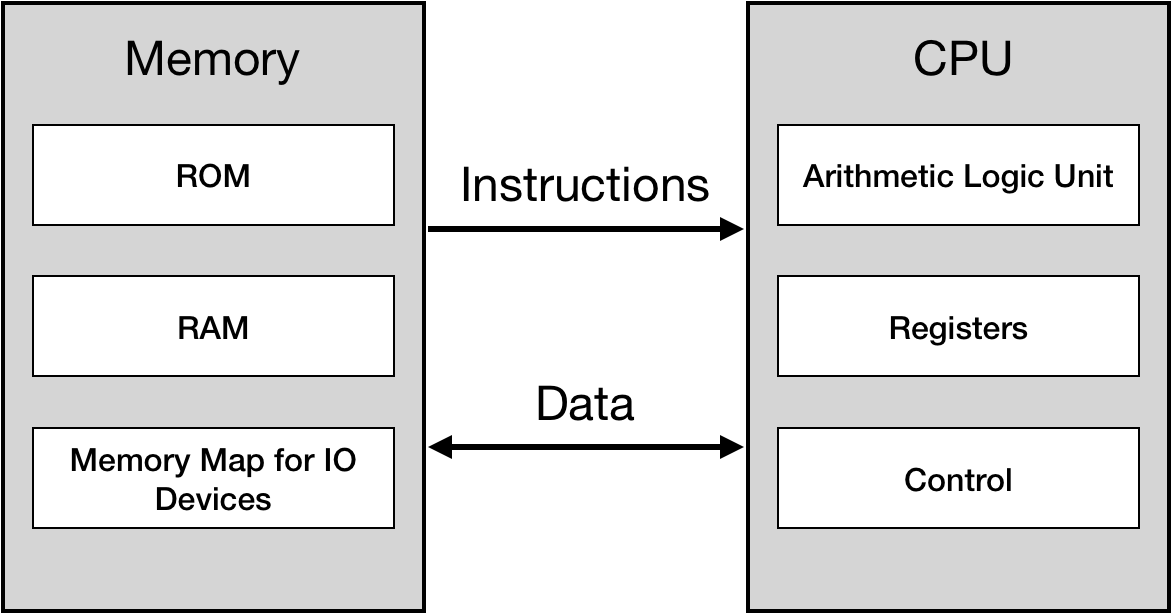 Memory
ROM
RAM
Memory Map for IO
Devices
Instructions
Data
CPU
Arithmetic Logic Unit
Registers
Control